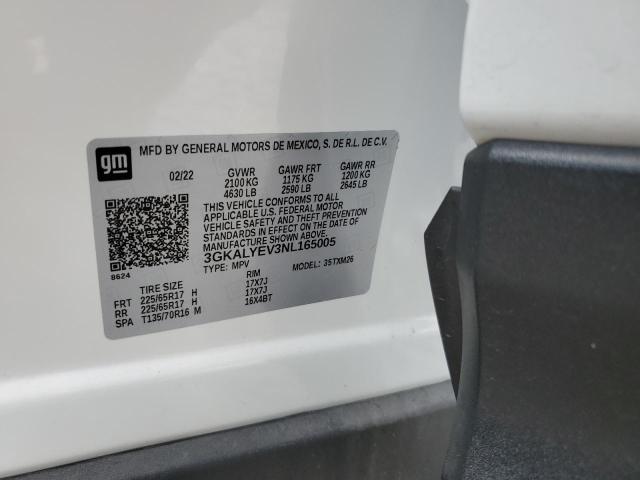 gm
MFD BY GENERAL MOTORS DE MEXICO, S. DE R.L. DE C.V.
02/22 GVWR GAWR FRT GAWR RR
2100 KG 1175 KG 1200 KG
4630 LB 2590 LB 2645 LB
THIS VEHICLE CONFORMS TO ALL
APPLICABLE U.S. FEDERAL MOTOR
VEHICLE SAFETY AND THEFT PREVENTION
STANDARDS IN EFFECT ON THE DATE OF
MANUFACTURE SHOWN ABOVE.
3GKALYEV3NL165005
8624 TYPE: MPV MODEL: 35TXM26
TIRE SIZE RIM
FRT 225/65R17 H 17X7J
RR 225/65R17 H 17X7J
SPA T135/70R16 M 16X4BT